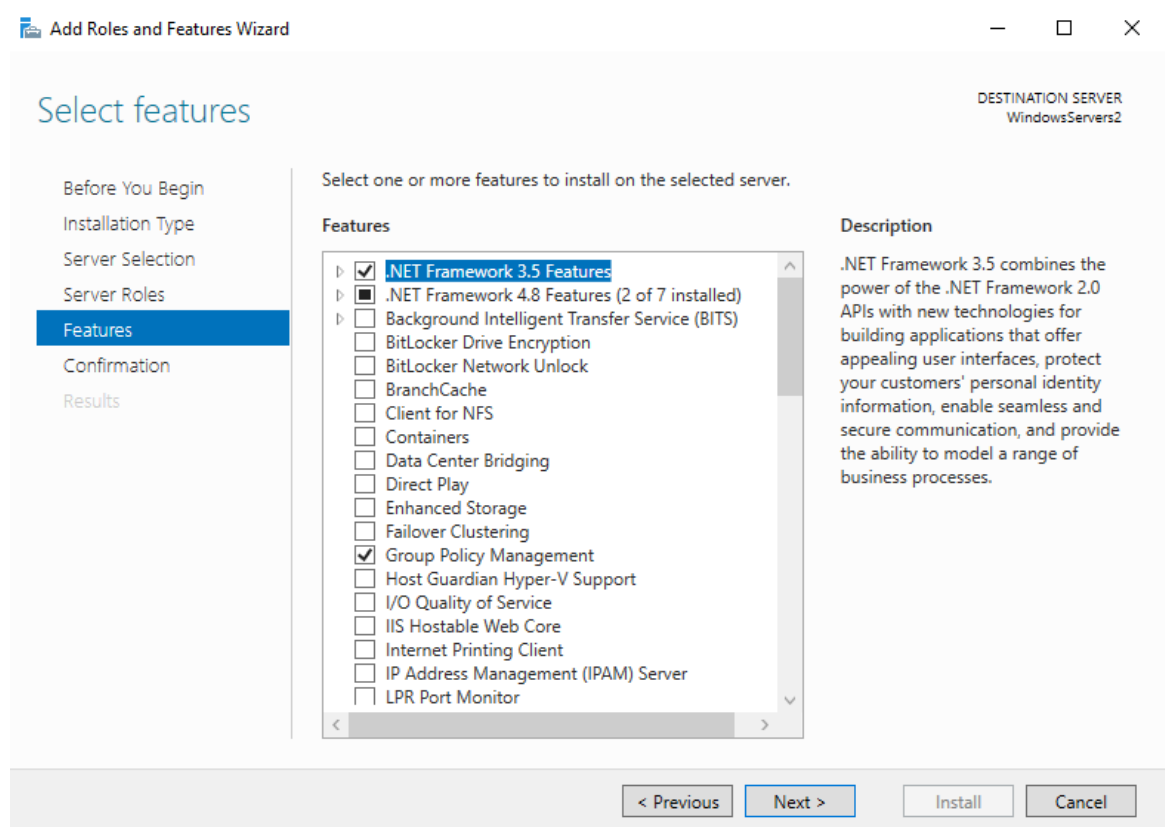 Add Roles and Features Wizard
Select features
DESTINATION SERVER
WindowsServers2
Before You Begin
Installation Type
Server Selection
Server Roles
Features
Confirmation
Results
Select one or more features to install on the selected server.
Features
.NET Framework 3.5 Features
.NET Framework 4.8 Features (2 of 7 installed)
Background Intelligent Transfer Service (BITS)
BitLocker Drive Encryption
BitLocker Network Unlock
BranchCache
Client for NFS
Containers
Data Center Bridging
Direct Play
Enhanced Storage
Failover Clustering
Group Policy Management
Host Guardian Hyper-V Support
I/O Quality of Service
IIS Hostable Web Core
Internet Printing Client
IP Address Management (IPAM) Server
LPR Port Monitor
Description
.NET Framework 3.5 combines the
power of the .NET Framework 2.0
APIs with new technologies for
building applications that offer
appealing user interfaces, protect
your customers' personal identity
information, enable seamless and
secure communication, and provide
the ability to model a range of
business processes.
< Previous
Next >
Install
Cancel